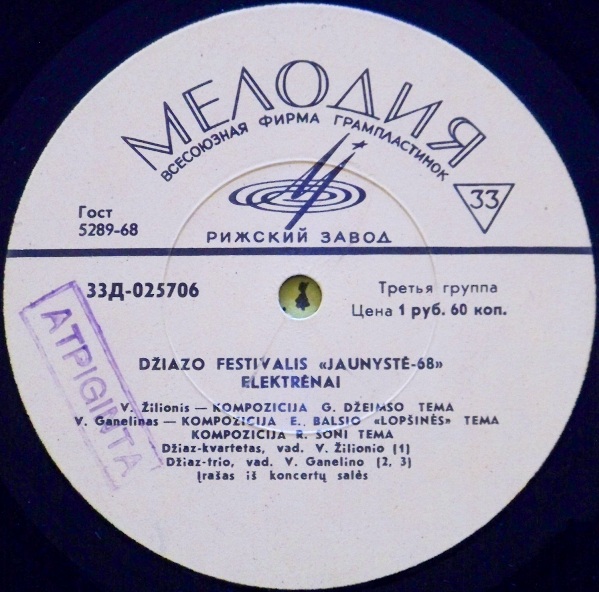 МЕЛОДИЯ
ВСЕСОЮЗНАЯ ФИРМА ГРАМПЛАСТИНОК
33
Гост
5289-68
РИЖСКИЙ ЗАВОД
33Д-025706
Третья группа
Цена 1 руб. 60 коп.
ATPIGINTA
DŽIAZO FESTIVALIS «JAUNYSTĖ-68»
ELEKTRĖNAI
V. Žilionis — KOMPOZICIJA G. DŽEIMSO TEMA
V. Ganelinas — KOMPOZICIJA E. BALSIO «LOPŠINĖS» TEMA
KOMPOZICIJA R. SONI TEMA
Džiaz-kvartetas, vad. V. Žilionio (1)
Džiaz-trio, vad. V. Ganelino (2, 3)
Įrašas iš koncertų salės